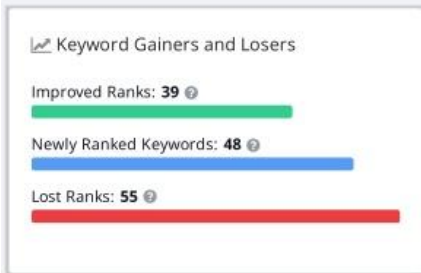 Keyword Gainers and Losers
Improved Ranks: 39 ?
Newly Ranked Keywords: 48 ?
Lost Ranks: 55 ?